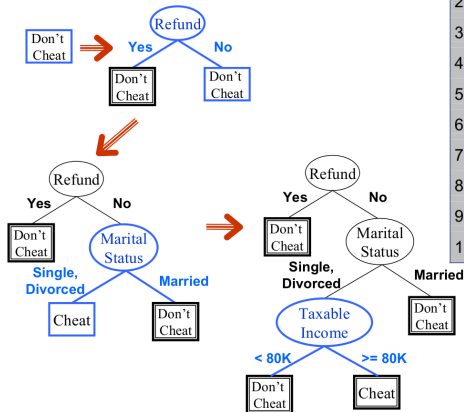 Don't
Cheat
Refund
Yes
No
Don't
Cheat
Don't
Cheat
Refund
Yes
No
Don't
Cheat
Marital
Status
Single,
Divorced
Married
Cheat
Don't
Cheat
Refund
Yes
No
Don't
Cheat
Marital
Status
Single,
Divorced
Married
Taxable
Income
Don't
Cheat
< 80K
>= 80K
Don't
Cheat
Cheat
2
3
4
5
6
7
8
9
1